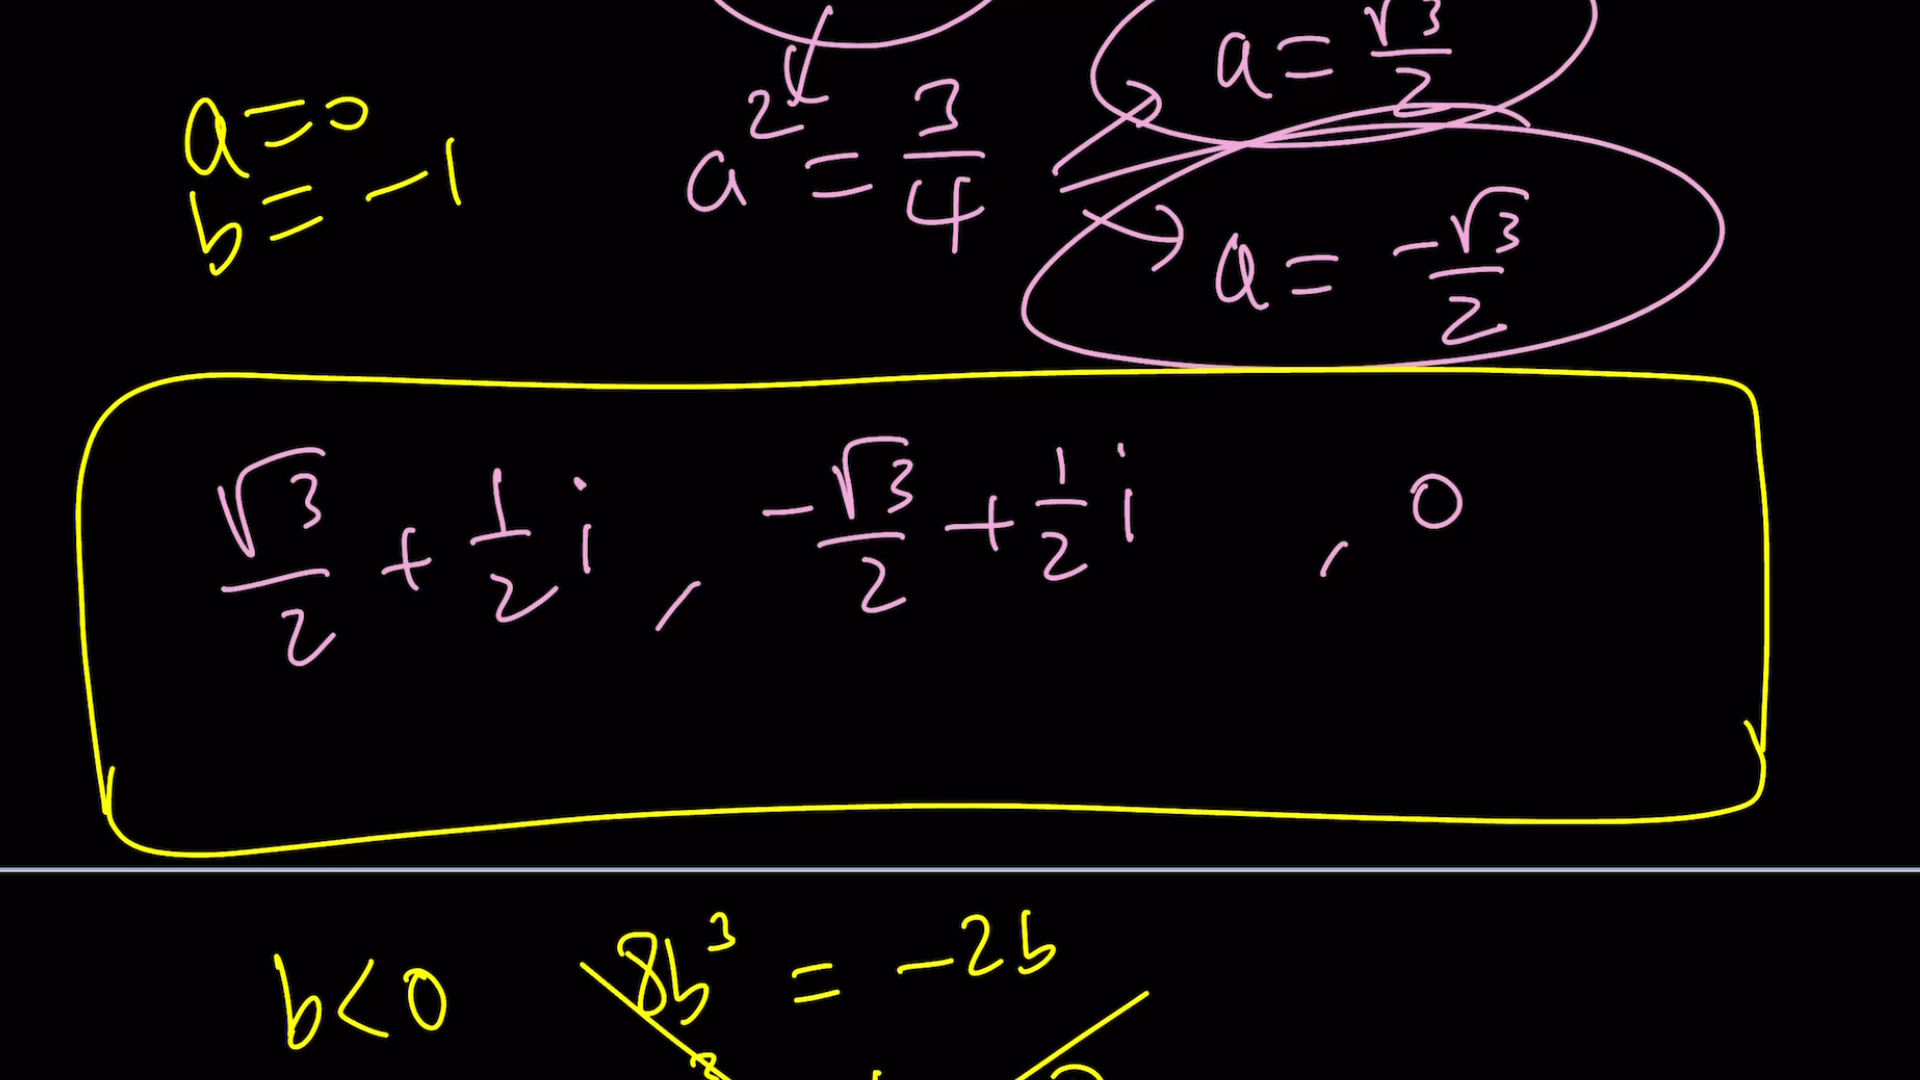 a = 0
b = -1
a² = 3/4
a = √3/2
a = -√3/2
√3/2 + 1/2 i , -√3/2 + 1/2 i , 0
b < 0
8b³ = -2b